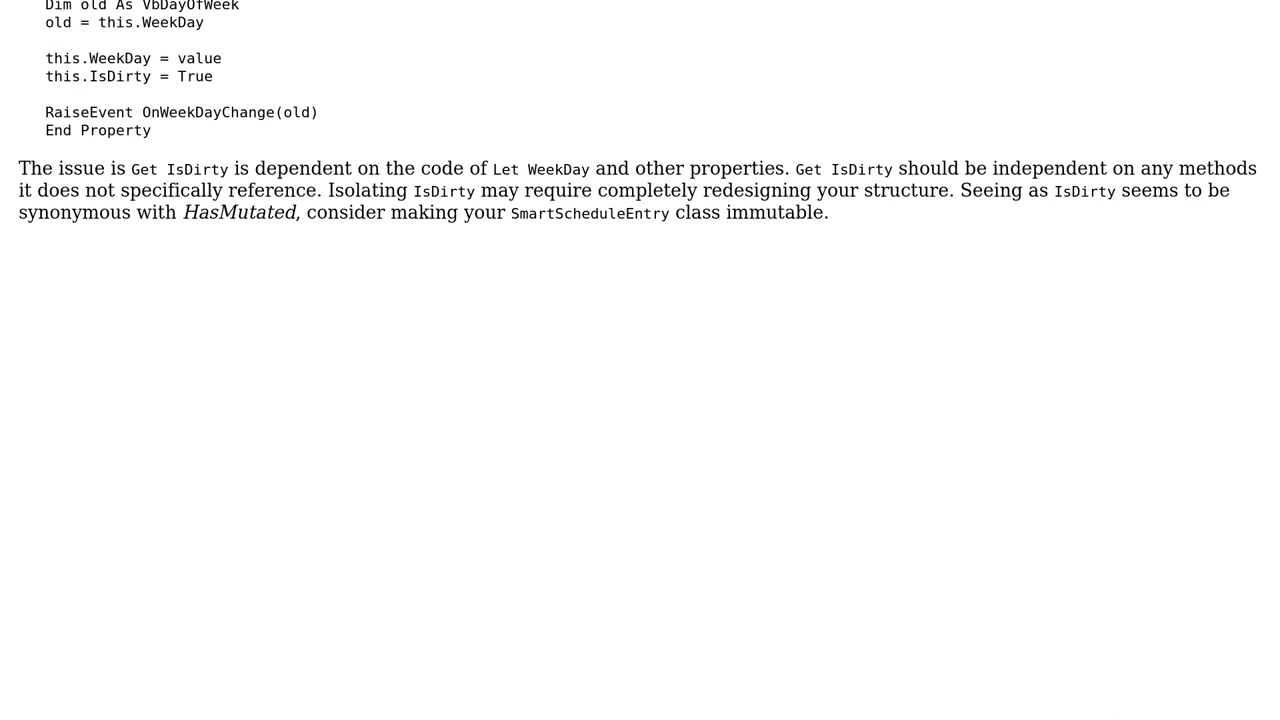 Dim old As VbDayOfWeek
old = this.WeekDay
this.WeekDay = value
this.IsDirty = True
RaiseEvent OnWeekDayChange(old)
End Property
The issue is Get IsDirty is dependent on the code of Let WeekDay and other properties. Get IsDirty should be independent on any methods
it does not specifically reference. Isolating IsDirty may require completely redesigning your structure. Seeing as IsDirty seems to be
synonymous with HasMutated, consider making your SmartScheduleEntry class immutable.